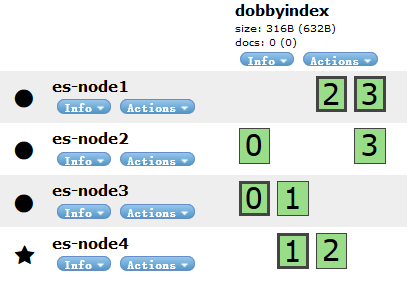 dobbyindex
size: 316B (632B)
docs: 0 (0)
Info Actions
es-node1
Info Actions
2 3
es-node2
Info Actions
0 3
es-node3
Info Actions
0 1
es-node4
Info Actions
1 2